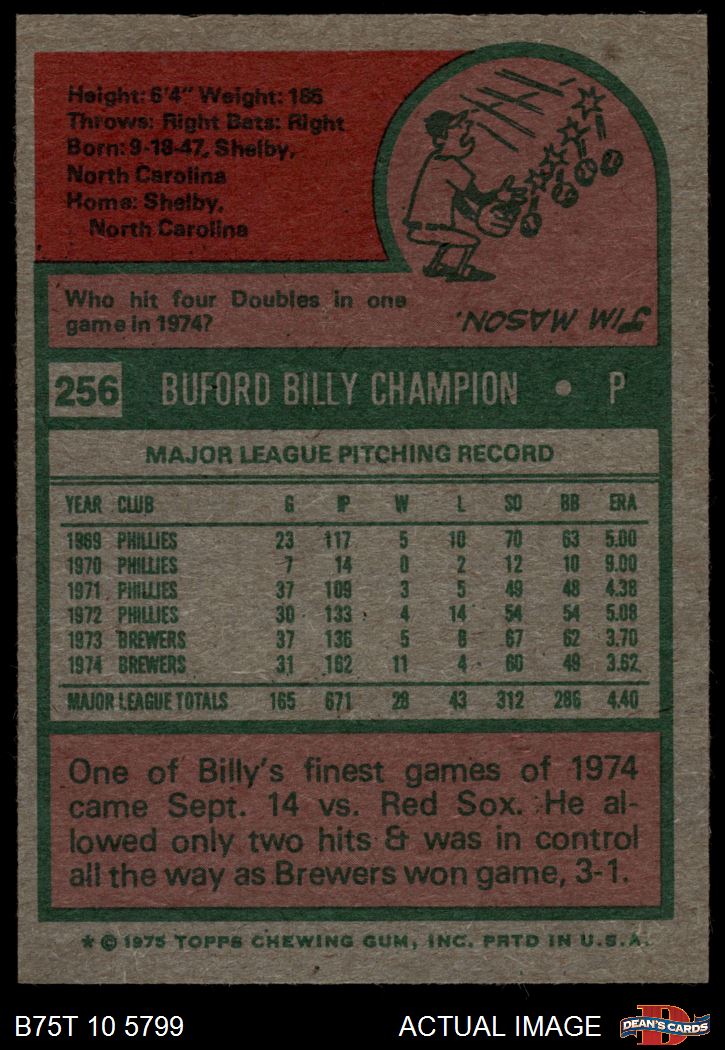 Height: 6'4" Weight: 186
Throws: Right Bats: Right
Born: 9-18-47, Shelby,
North Carolina
Home: Shelby,
North Carolina
Who hit four Doubles in one
game in 1974?
JIM MASON.
256 BUFORD BILLY CHAMPION • P
MAJOR LEAGUE PITCHING RECORD
YEAR CLUB G IP W L SO BB ERA
1969 PHILLIES 23 117 5 10 70 63 5.00
1970 PHILLIES 7 14 0 2 12 10 9.00
1971 PHILLIES 37 109 3 5 49 48 4.38
1972 PHILLIES 30 133 4 14 54 54 5.08
1973 BREWERS 37 136 5 8 67 62 3.70
1974 BREWERS 31 162 11 4 60 49 3.62
MAJOR LEAGUE TOTALS 165 671 28 43 312 286 4.40
One of Billy's finest games of 1974
came Sept. 14 vs. Red Sox. He al-
lowed only two hits & was in control
all the way as Brewers won game, 3-1.
* © 1975 TOPPS CHEWING GUM, INC. PRTD IN U.S.A.
B75T 10 5799 ACTUAL IMAGE
D
DEAN'S CARDS